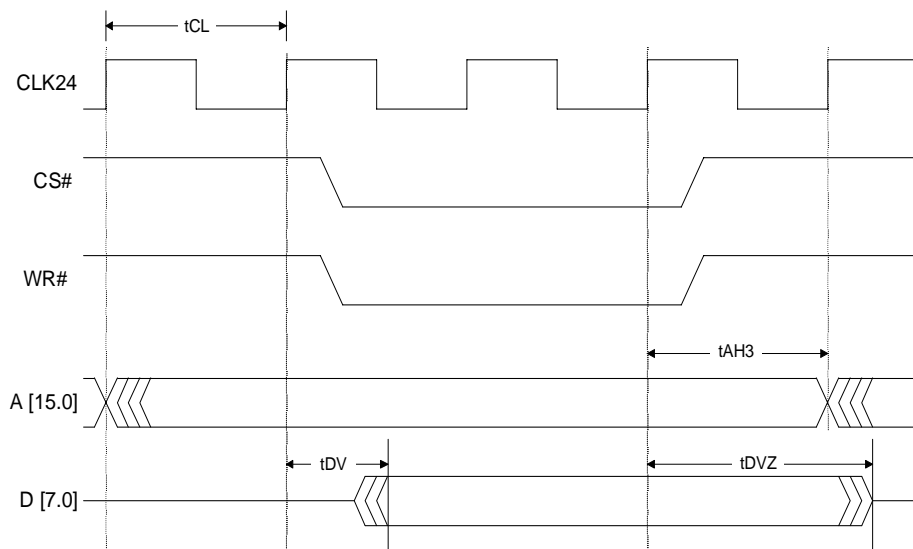 tCL
CLK24
CS#
WR#
tAH3
A [15.0]
tDV
tDVZ
D [7.0]